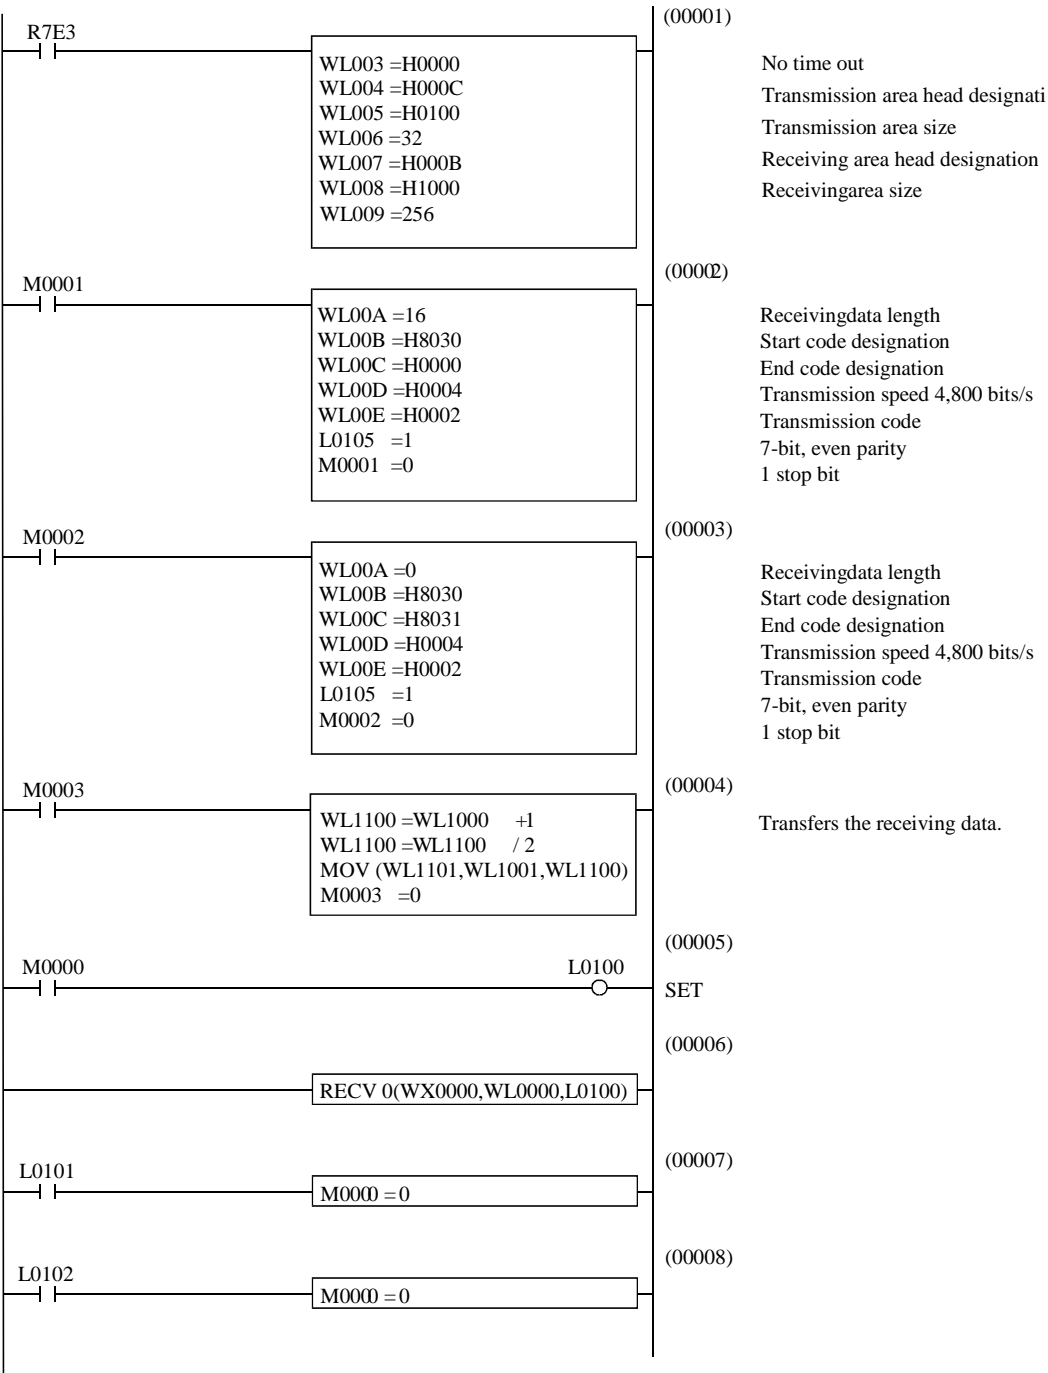 (00001)
R7E3
WL003 =H0000
No time out
WL004 =H000C
Transmission area head designati
WL005 =H0100
Transmission area size
WL006 =32
Receiving area head designation
WL007 =H000B
Receivingarea size
WL008 =H1000
WL009 =256
(00002)
M0001
WL00A =16
Receivingdata length
WL00B =H8030
Start code designation
WL00C =H0000
End code designation
WL00D =H0004
Transmission speed 4,800 bits/s
WL00E =H0002
Transmission code
L0105 =1
7-bit, even parity
M0001 =0
1 stop bit
(00003)
M0002
WL00A =0
Receivingdata length
WL00B =H8030
Start code designation
WL00C =H8031
End code designation
WL00D =H0004
Transmission speed 4,800 bits/s
WL00E =H0002
Transmission code
L0105 =1
7-bit, even parity
M0002 =0
1 stop bit
(00004)
M0003
WL1100 =WL1000 +1
Transfers the receiving data.
WL1100 =WL1100 / 2
MOV (WL1101,WL1001,WL1100)
M0003 =0
(00005)
M0000 L0100
SET
(00006)
RECV 0(WX0000,WL0000,L0100)
(00007)
L0101
M0000 = 0
(00008)
L0102
M0000 = 0